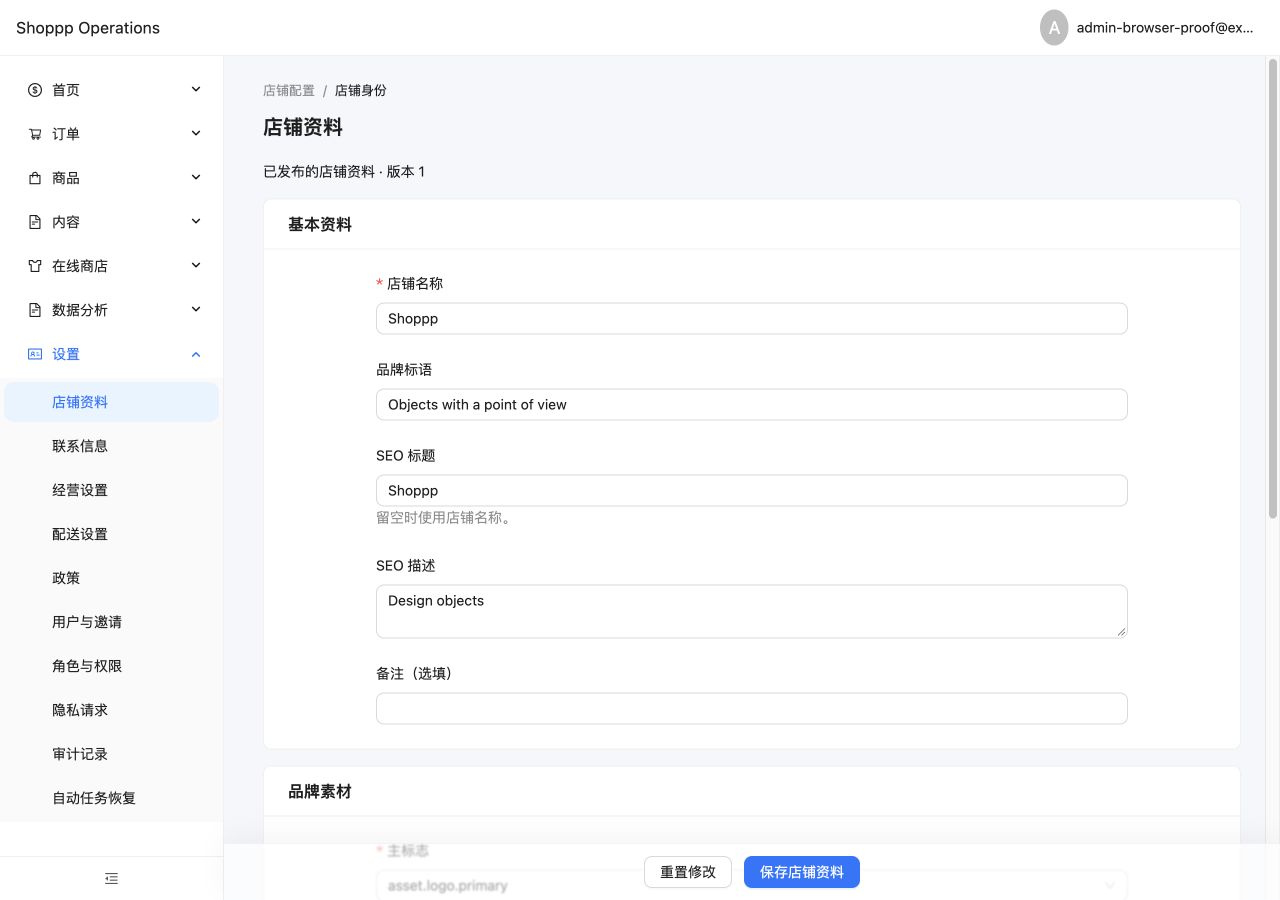 Shoppp Operations
A
admin-browser-proof@ex...
首页
订单
商品
内容
在线商店
数据分析
设置
店铺资料
联系信息
经营设置
配送设置
政策
用户与邀请
角色与权限
隐私请求
审计记录
自动任务恢复
店铺配置 / 店铺身份
店铺资料
已发布的店铺资料 · 版本 1
基本资料
* 店铺名称
Shoppp
品牌标语
Objects with a point of view
SEO 标题
Shoppp
留空时使用店铺名称。
SEO 描述
Design objects
备注（选填）
品牌素材
* 主标志
asset.logo.primary
重置修改
保存店铺资料